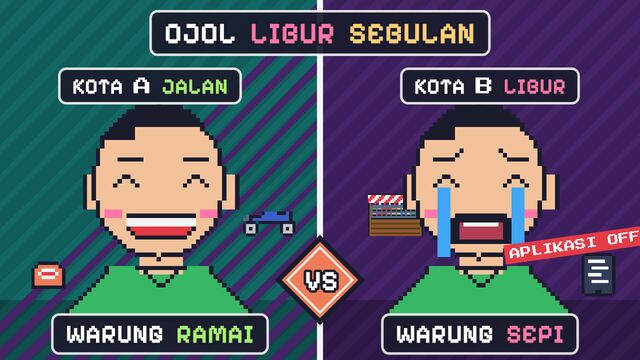 OJOL LIBUR SEBULAN
KOTA A JALAN
KOTA B LIBUR
APLIKASI OFF
VS
WARUNG RAMAI
WARUNG SEPI